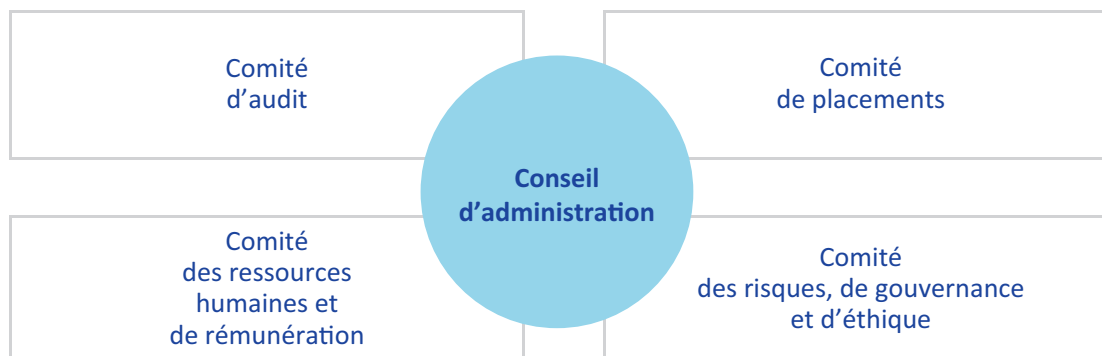 Comité
d’audit
Comité
de placements
Conseil
d’administration
Comité
des ressources
humaines et
de rémunération
Comité
des risques, de gouvernance
et d’éthique